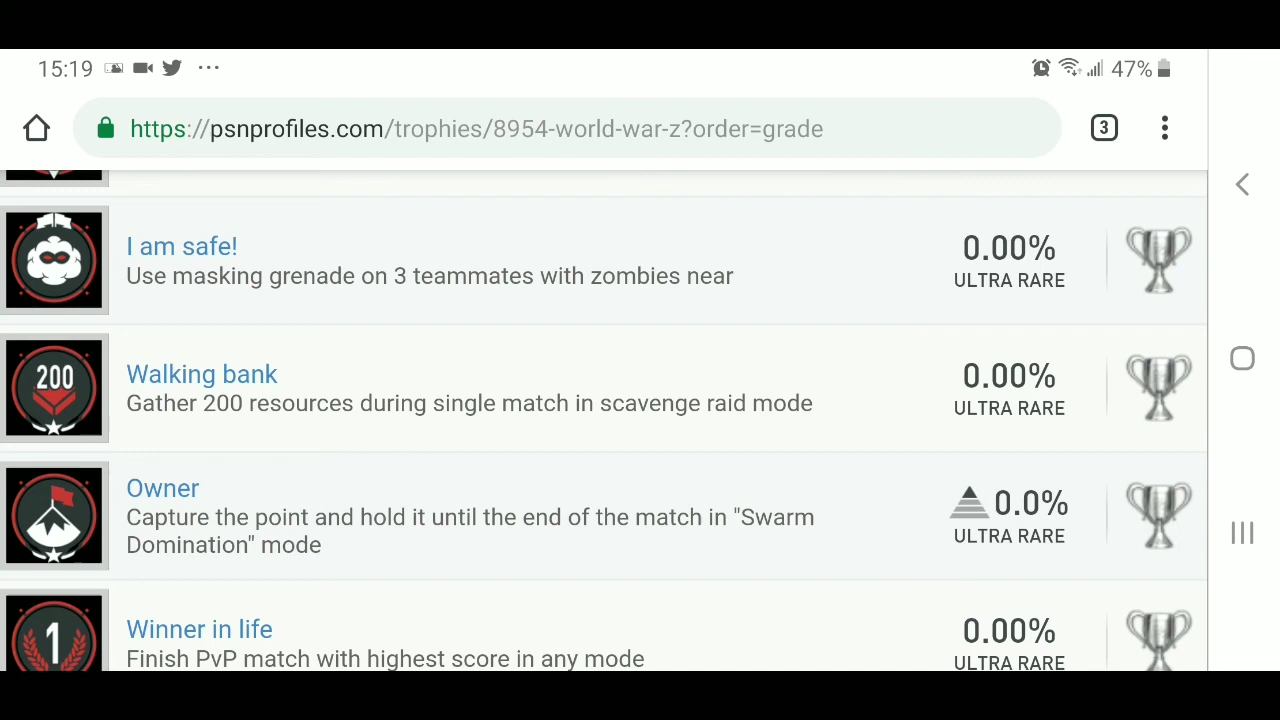 15:19 ··· 47%
https://psnprofiles.com/trophies/8954-world-war-z?order=grade 3
I am safe!
Use masking grenade on 3 teammates with zombies near
0.00%
ULTRA RARE
200
Walking bank
Gather 200 resources during single match in scavenge raid mode
0.00%
ULTRA RARE
Owner
Capture the point and hold it until the end of the match in "Swarm
Domination" mode
0.0%
ULTRA RARE
1
Winner in life
Finish PvP match with highest score in any mode
0.00%
ULTRA RARE